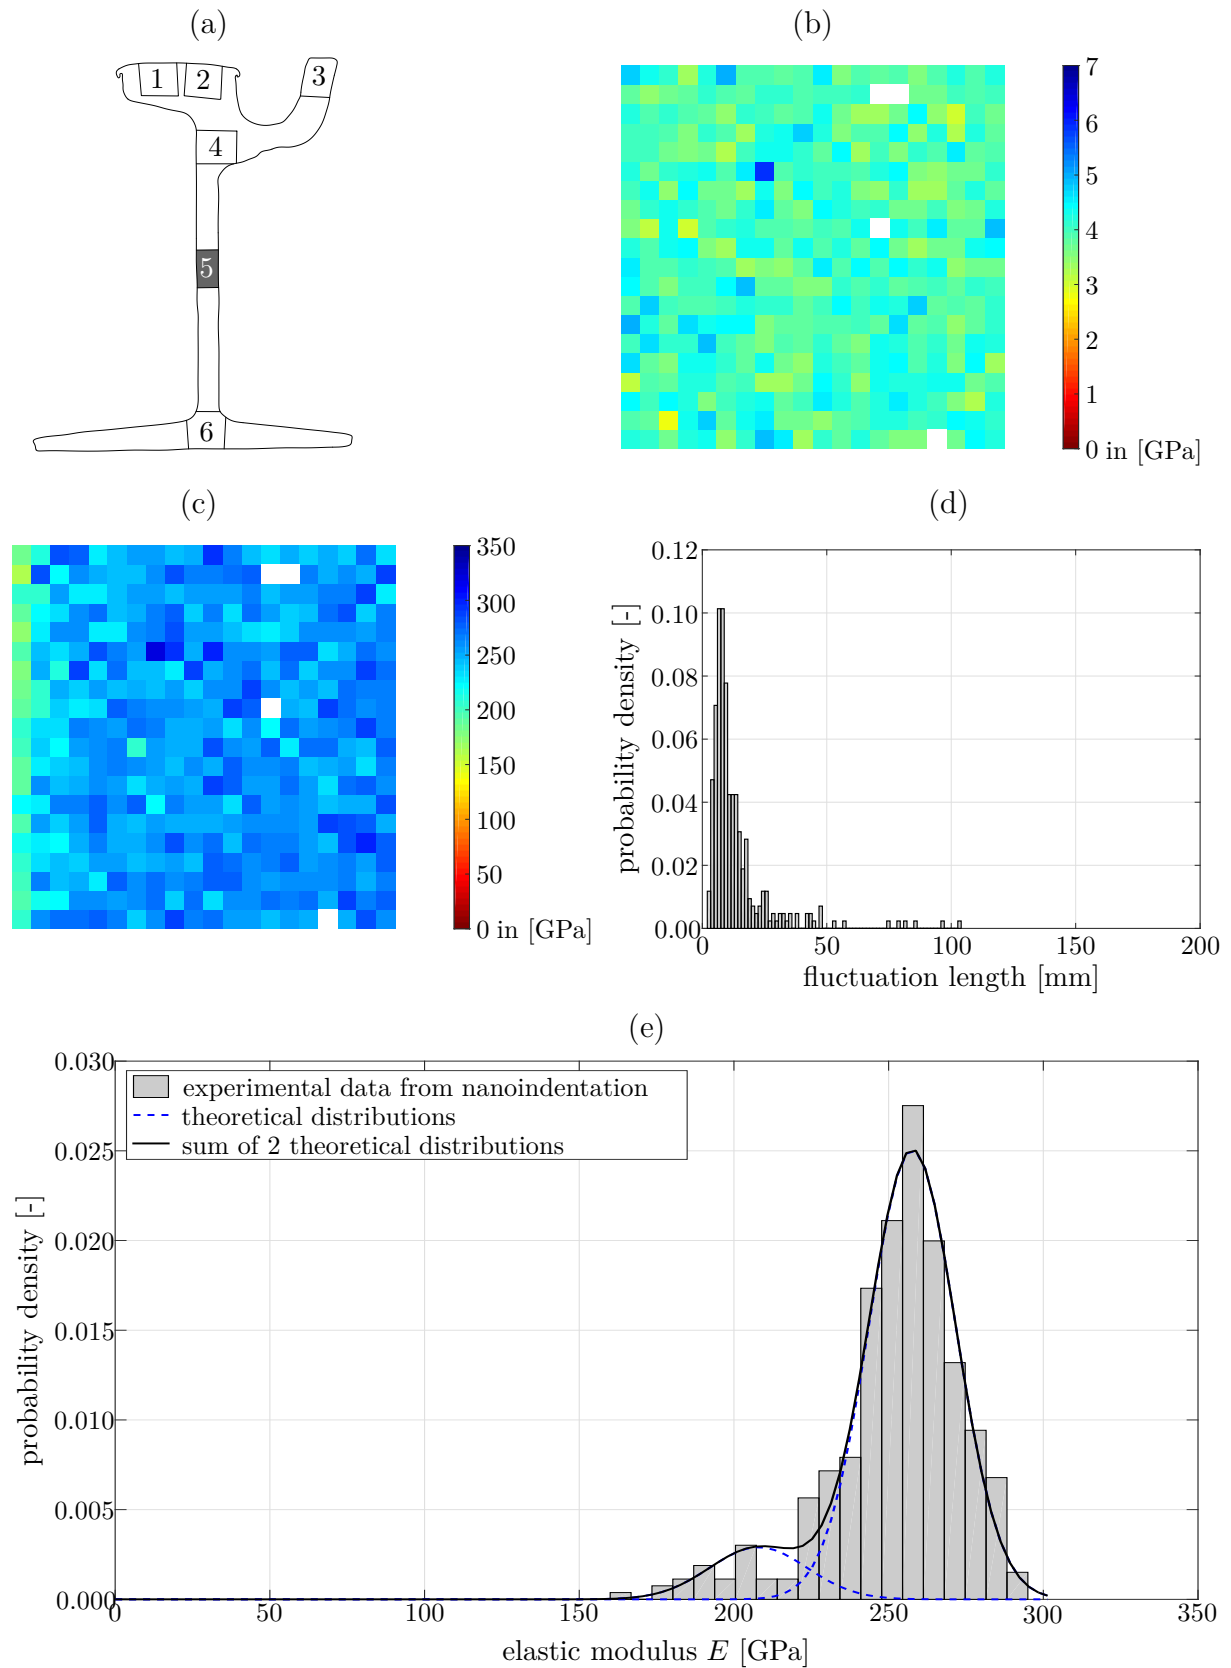 (a)
1 2 3
4
5
6
(b)
7
6
5
4
3
2
1
0 in [GPa]
(c)
350
300
250
200
150
100
50
0 in [GPa]
(d)
probability density [-]
0.12
0.10
0.08
0.06
0.04
0.02
0.00
0 50 100 150 200
fluctuation length [mm]
(e)
probability density [-]
0.030
0.025
0.020
0.015
0.010
0.005
0.000
experimental data from nanoindentation
theoretical distributions
sum of 2 theoretical distributions
0 50 100 150 200 250 300 350
elastic modulus E [GPa]